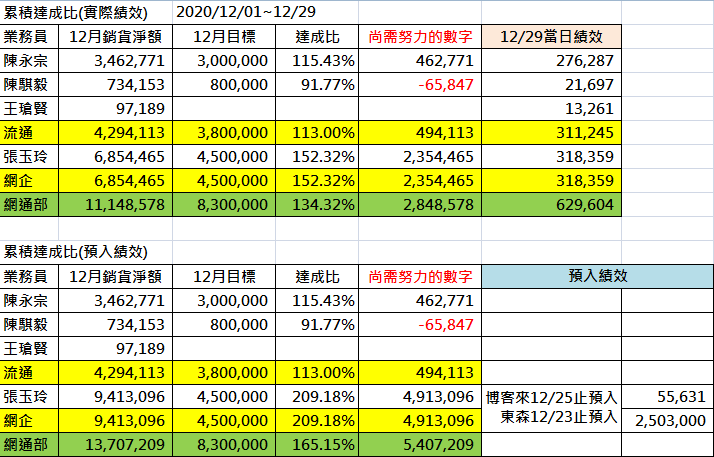 累積達成比(實際績效) 2020/12/01~12/29
業務員 12月銷貨淨額 12月目標 達成比 尚需努力的數字 12/29當日績效
陳永宗 3,462,771 3,000,000 115.43% 462,771 276,287
陳騏毅 734,153 800,000 91.77% -65,847 21,697
王瑲賢 97,189 13,261
流通 4,294,113 3,800,000 113.00% 494,113 311,245
張玉玲 6,854,465 4,500,000 152.32% 2,354,465 318,359
網企 6,854,465 4,500,000 152.32% 2,354,465 318,359
網通部 11,148,578 8,300,000 134.32% 2,848,578 629,604
累積達成比(預入績效)
業務員 12月銷貨淨額 12月目標 達成比 尚需努力的數字 預入績效
陳永宗 3,462,771 3,000,000 115.43% 462,771
陳騏毅 734,153 800,000 91.77% -65,847
王瑲賢 97,189
流通 4,294,113 3,800,000 113.00% 494,113
張玉玲 9,413,096 4,500,000 209.18% 4,913,096 博客來12/25止預入 55,631
網企 9,413,096 4,500,000 209.18% 4,913,096 東森12/23止預入 2,503,000
網通部 13,707,209 8,300,000 165.15% 5,407,209